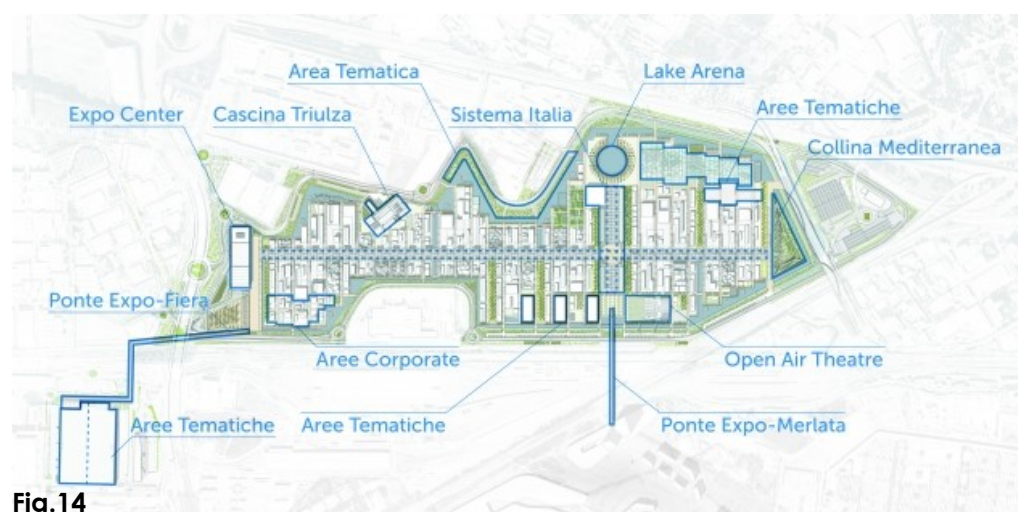 Area Tematica
Lake Arena
Expo Center
Cascina Triulza
Sistema Italia
Aree Tematiche
Collina Mediterranea
Ponte Expo-Fiera
Aree Corporate
Open Air Theatre
Aree Tematiche
Aree Tematiche
Ponte Expo-Merlata
Fig.14